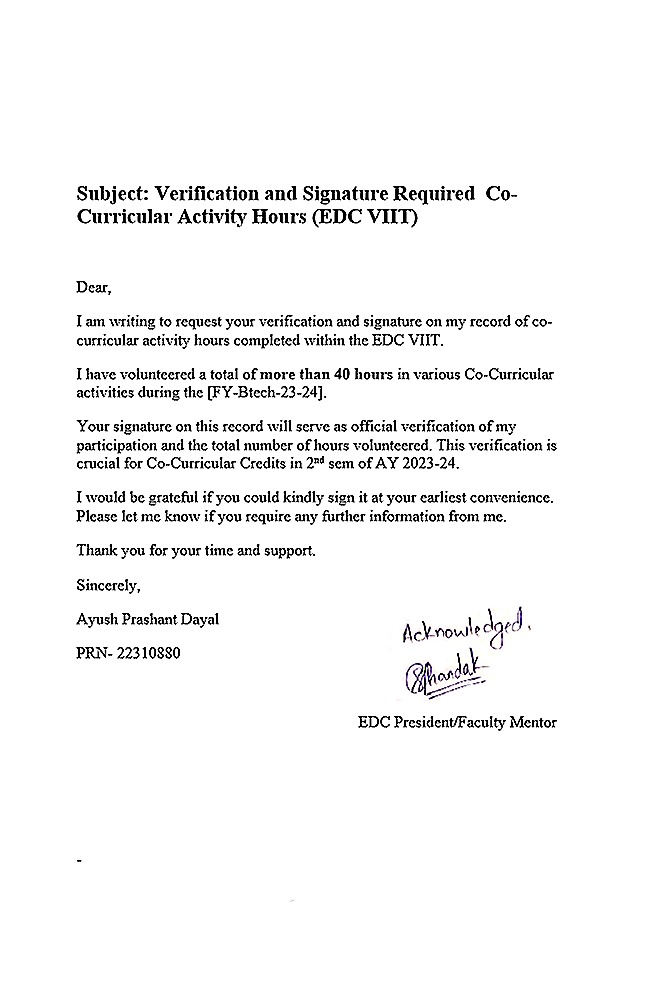 Subject: Verification and Signature Required Co-
Curricular Activity Hours (EDC VIIT)
Dear,
I am writing to request your verification and signature on my record of co-
curricular activity hours completed within the EDC VIIT.
I have volunteered a total of more than 40 hours in various Co-Curricular
activities during the [FY-Btech-23-24].
Your signature on this record will serve as official verification of my
participation and the total number of hours volunteered. This verification is
crucial for Co-Curricular Credits in 2nd sem of AY 2023-24.
I would be grateful if you could kindly sign it at your earliest convenience.
Please let me know if you require any further information from me.
Thank you for your time and support.
Sincerely,
Ayush Prashant Dayal
PRN- 22310880
Acknowledged.
EDC President/Faculty Mentor
-